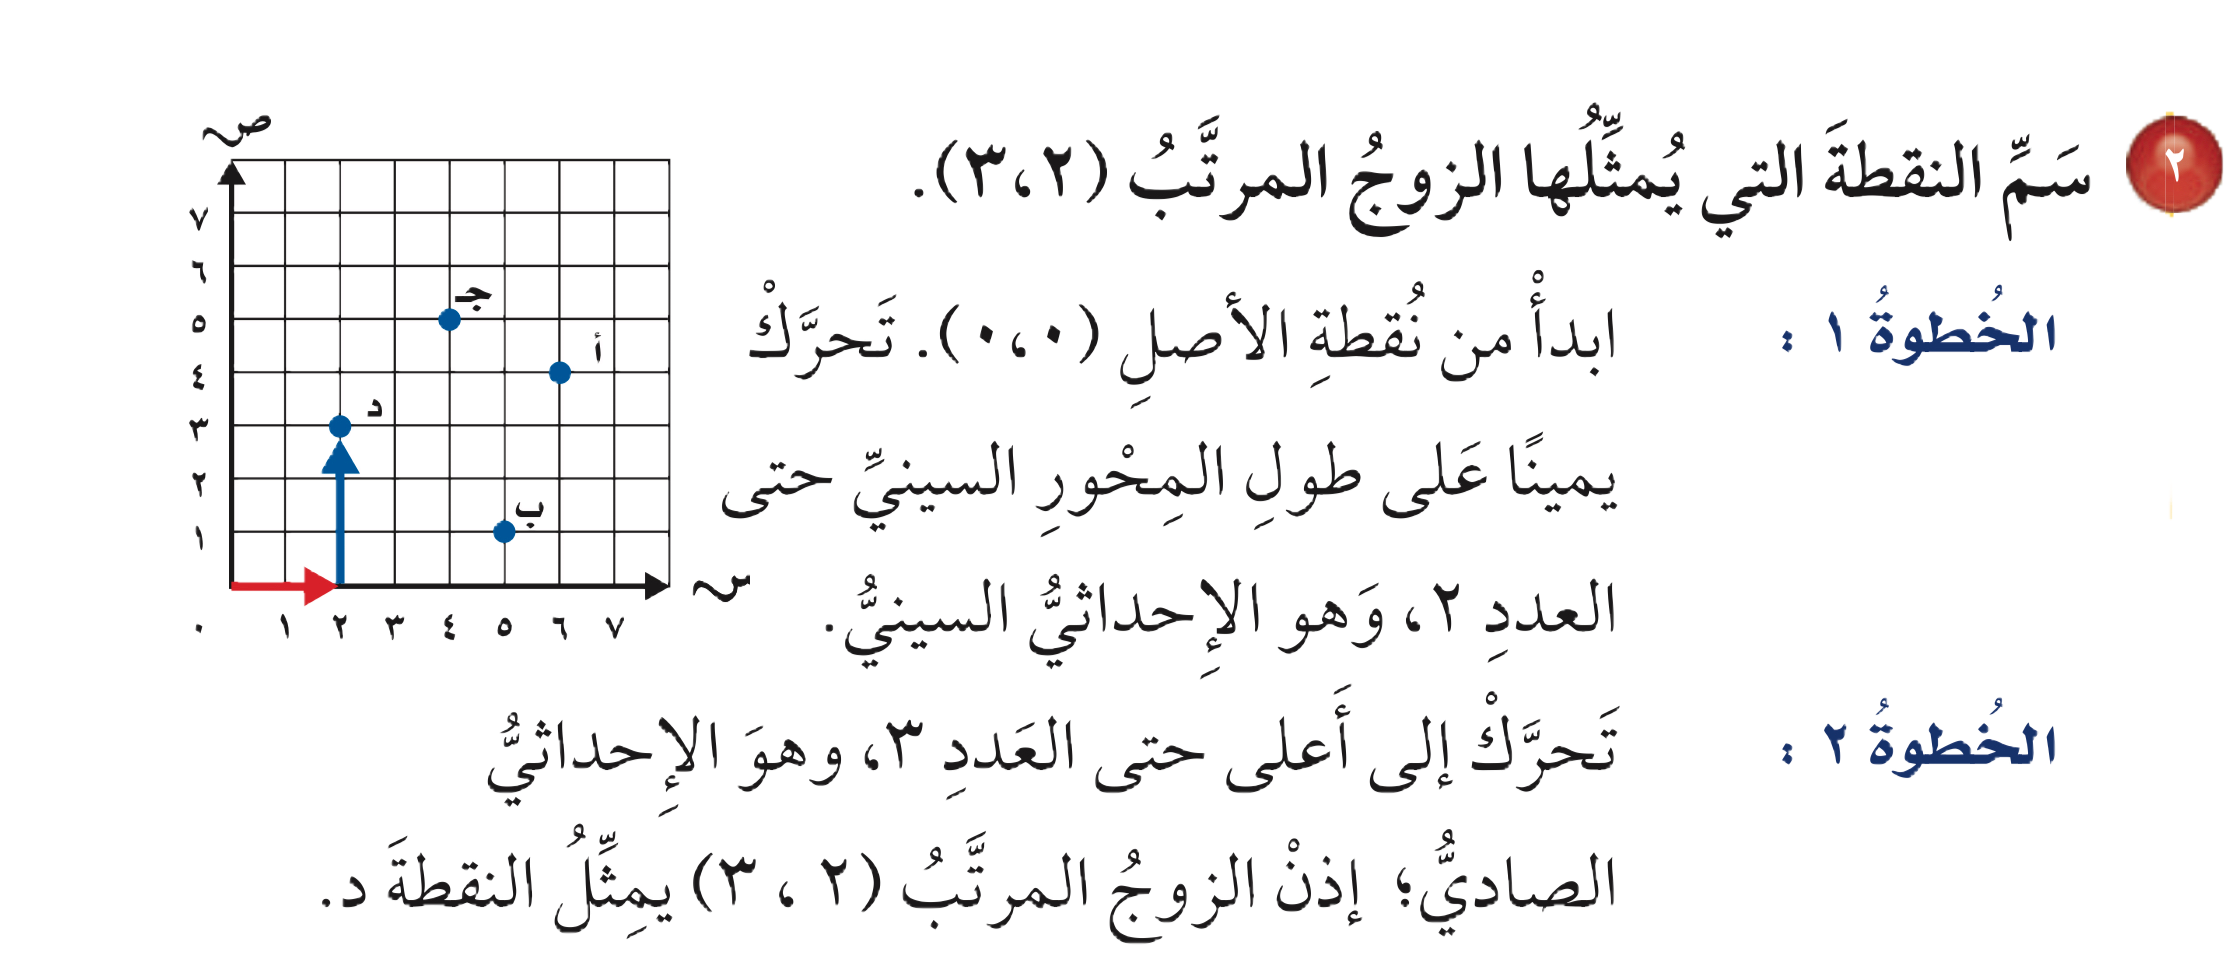 ٢ سَمِّ النقطةَ التي يُمثِّلُها الزوجُ المرتَّبُ (٢،٣).
الخُطوةُ ١ : ابدأْ من نُقطةِ الأصلِ (٠،٠). تَحرَّكْ
يمينًا عَلى طولِ المِحْورِ السينيِّ حتى
العددِ ٢، وَهو الإِحداثيُّ السينيُّ.
الخُطوةُ ٢ : تَحرَّكْ إلى أَعلى حتى العَددِ ٣، وهوَ الإِحداثيُّ
الصاديُّ؛ إذنْ الزوجُ المرتَّبُ (٢ ، ٣) يمِثِّلُ النقطةَ د.
ص
٧
٦
٥
٤
٣
٢
١
جـ
أ
د
ب
س
٠ ١ ٢ ٣ ٤ ٥ ٦ ٧